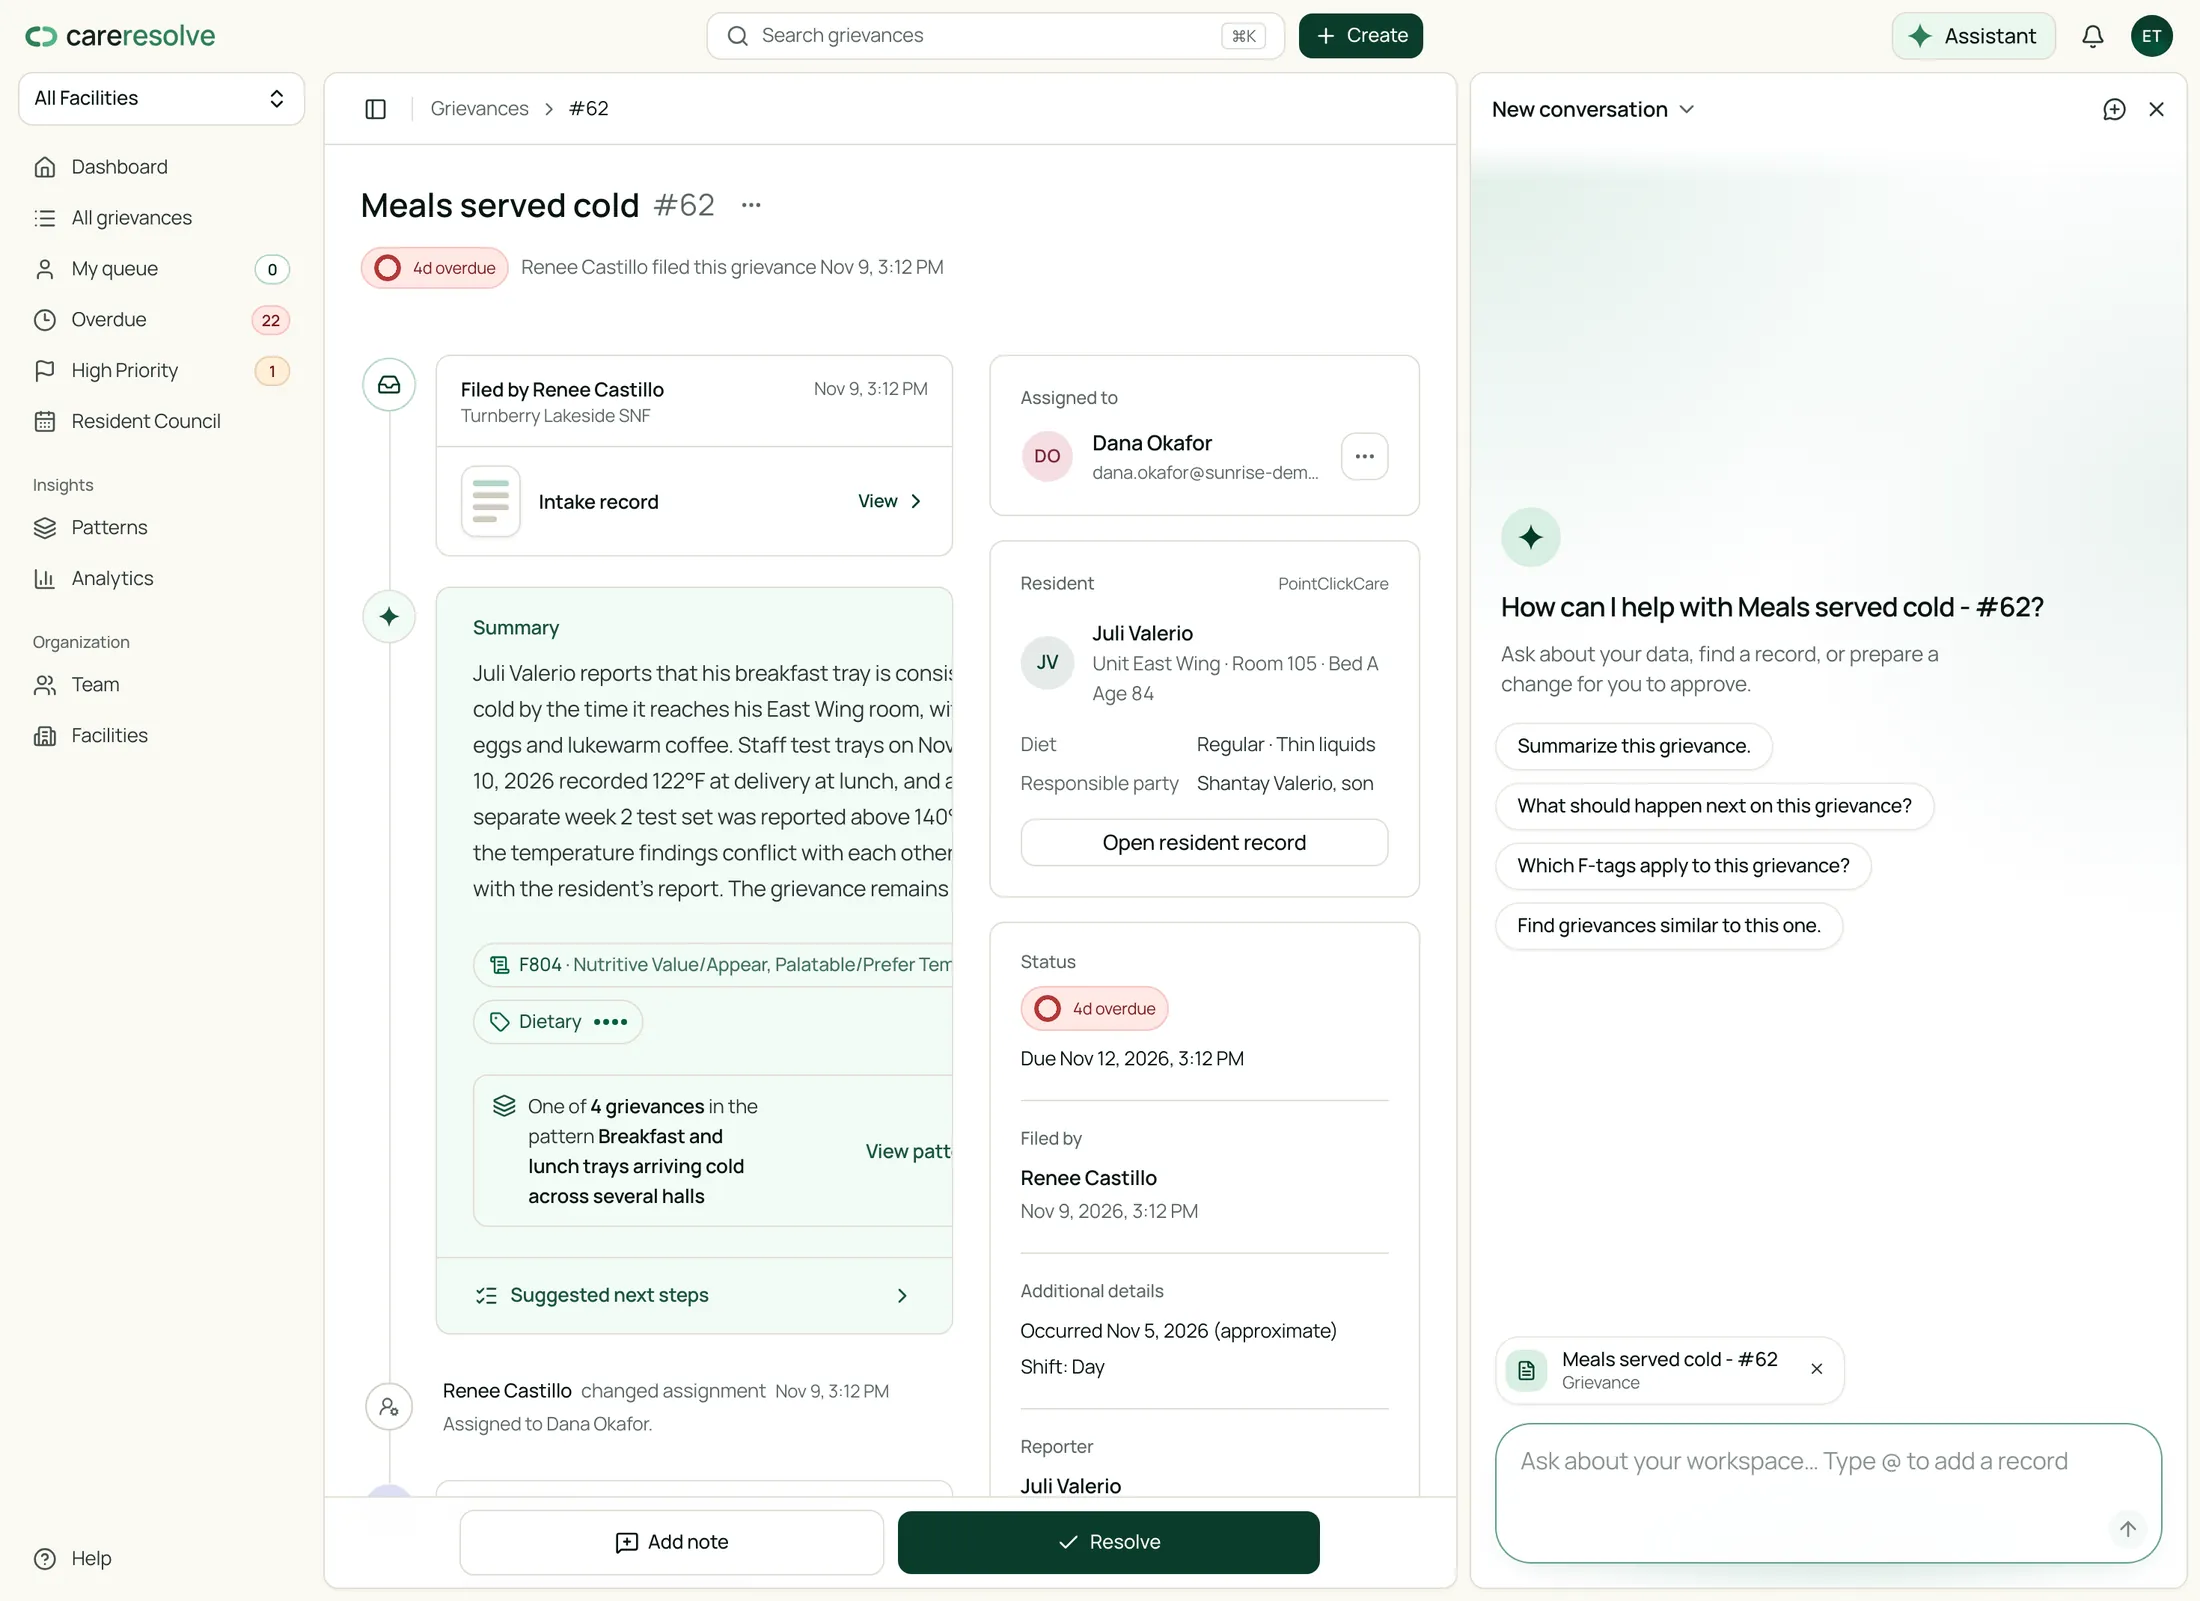 careresolve
Search grievances
⌘K
Create
Assistant
ET
All Facilities
Dashboard
All grievances
My queue
0
Overdue
22
High Priority
1
Resident Council
Insights
Patterns
Analytics
Organization
Team
Facilities
Help
Grievances
#62
Meals served cold #62
4d overdue
Renee Castillo filed this grievance Nov 9, 3:12 PM
Filed by Renee Castillo
Nov 9, 3:12 PM
Turnberry Lakeside SNF
Intake record
View
Summary
Juli Valerio reports that his breakfast tray is
cold by the time it reaches his East Wing room,
eggs and lukewarm coffee. Staff test trays on Nov
10, 2026 recorded 122°F at delivery at lunch, and
separate week 2 test set was reported above 140°
the temperature findings conflict with each other
with the resident's report. The grievance remains
F804 · Nutritive Value/Appear, Palatable/Prefer Tem
Dietary
One of 4 grievances in the
pattern Breakfast and
lunch trays arriving cold
across several halls
View
Suggested next steps
Renee Castillo changed assignment Nov 9, 3:12 PM
Assigned to Dana Okafor.
Assigned to
DO
Dana Okafor
dana.okafor@sunrise-dem...
Resident
PointClickCare
JV
Juli Valerio
Unit East Wing · Room 105 · Bed A
Age 84
Diet
Regular · Thin liquids
Responsible party
Shantay Valerio, son
Open resident record
Status
4d overdue
Due Nov 12, 2026, 3:12 PM
Filed by
Renee Castillo
Nov 9, 2026, 3:12 PM
Additional details
Occurred Nov 5, 2026 (approximate)
Shift: Day
Reporter
Juli Valerio
Add note
Resolve
New conversation
How can I help with Meals served cold - #62?
Ask about your data, find a record, or prepare a
change for you to approve.
Summarize this grievance.
What should happen next on this grievance?
Which F-tags apply to this grievance?
Find grievances similar to this one.
Meals served cold - #62
Grievance
Ask about your workspace... Type @ to add a record